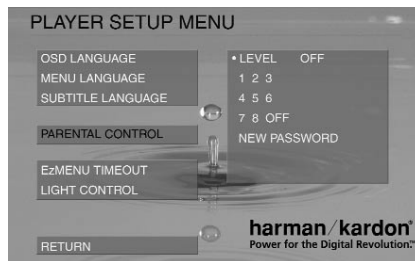 PLAYER SETUP MENU
OSD LANGUAGE
MENU LANGUAGE
SUBTITLE LANGUAGE
PARENTAL CONTROL
EzMENU TIMEOUT
LIGHT CONTROL
RETURN
• LEVEL OFF
1 2 3
4 5 6
7 8 OFF
NEW PASSWORD
harman/kardon®
Power for the Digital Revolution.™